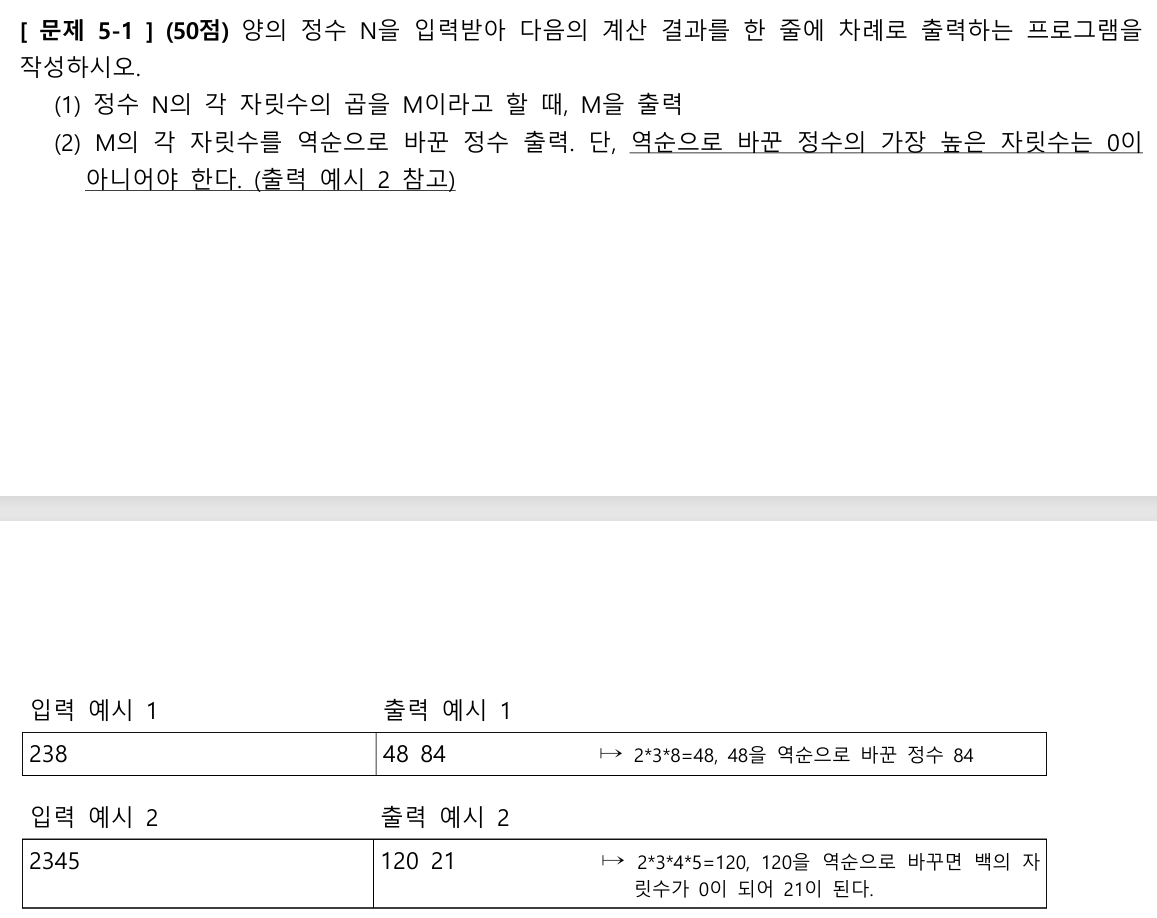 [ 문제 5-1 ] (50점) 양의 정수 N을 입력받아 다음의 계산 결과를 한 줄에 차례로 출력하는 프로그램을
작성하시오.
(1) 정수 N의 각 자릿수의 곱을 M이라고 할 때, M을 출력
(2) M의 각 자릿수를 역순으로 바꾼 정수 출력. 단, 역순으로 바꾼 정수의 가장 높은 자릿수는 0이
아니어야 한다. (출력 예시 2 참고)
입력 예시 1 출력 예시 1
238 48 84 ↦ 2*3*8=48, 48을 역순으로 바꾼 정수 84
입력 예시 2 출력 예시 2
2345 120 21 ↦ 2*3*4*5=120, 120을 역순으로 바꾸면 백의 자
릿수가 0이 되어 21이 된다.